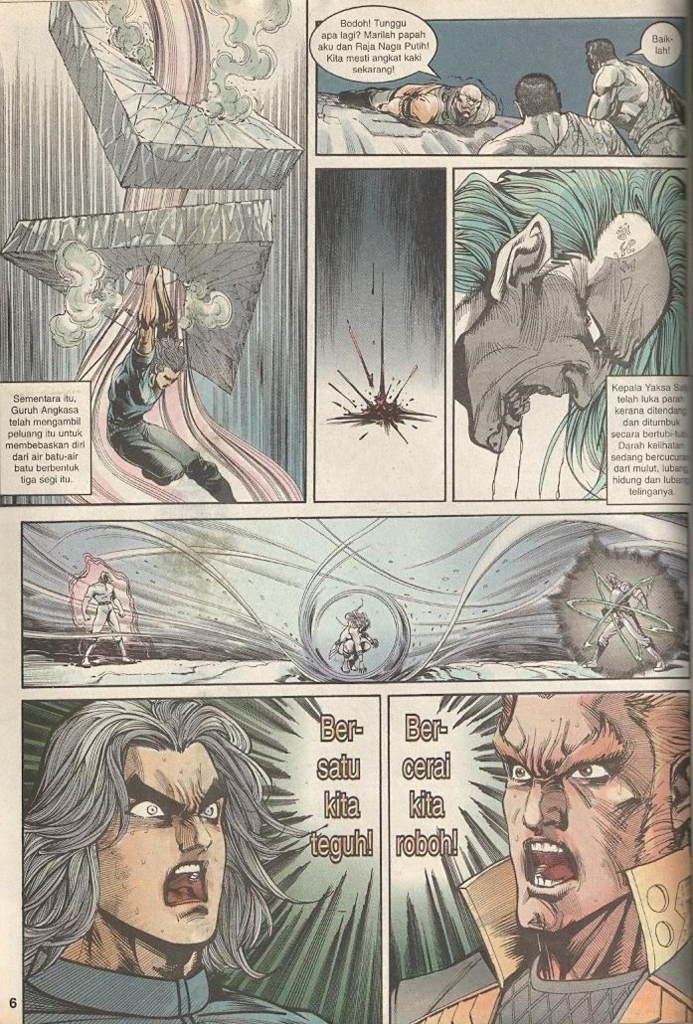 Bodoh! Tunggu
apa lagi? Marilah papah
aku dan Raja Naga Putih!
Kita mesti angkat kaki
sekarang!
Baik-
lah!
Sementara itu,
Guruh Angkasa
telah mengambil
peluang itu untuk
membebaskan diri
dari air batu-air
batu berbentuk
tiga segi itu.
Kepala Yaksa
telah luka parah
kerana ditendang
dan ditumbuk
secara bertubi-tubi.
Darah kelihatan
sedang bercucuran
dari mulut, lubang
hidung dan lubang
telinganya.
Ber-
satu
kita
teguh!
Ber-
cerai
kita
roboh!
6